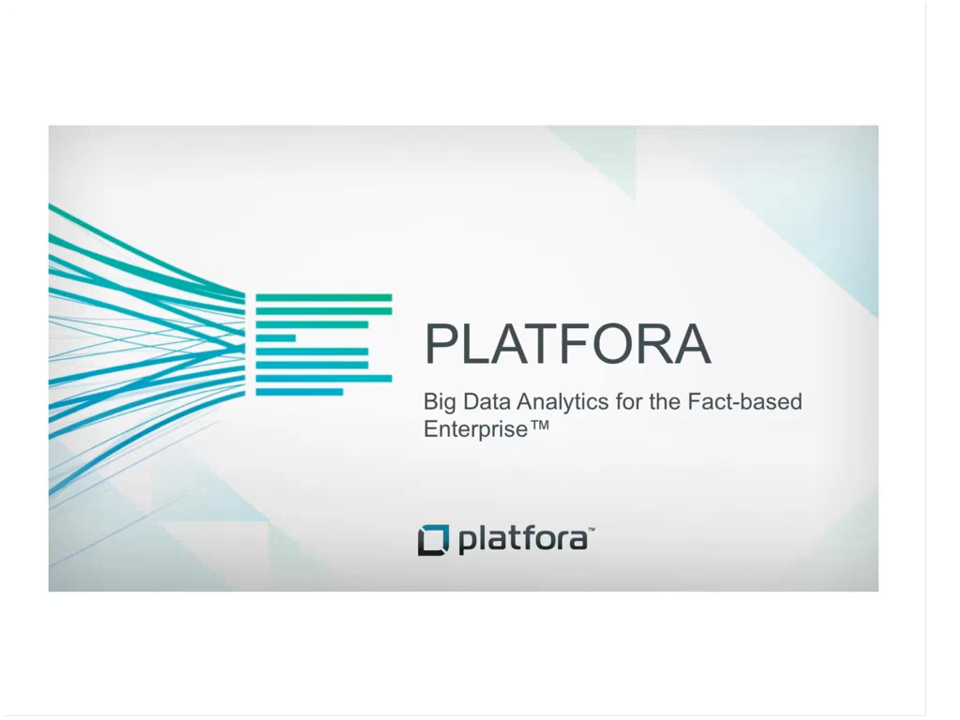 PLATFORA
Big Data Analytics for the Fact-based
Enterprise™
platfora™